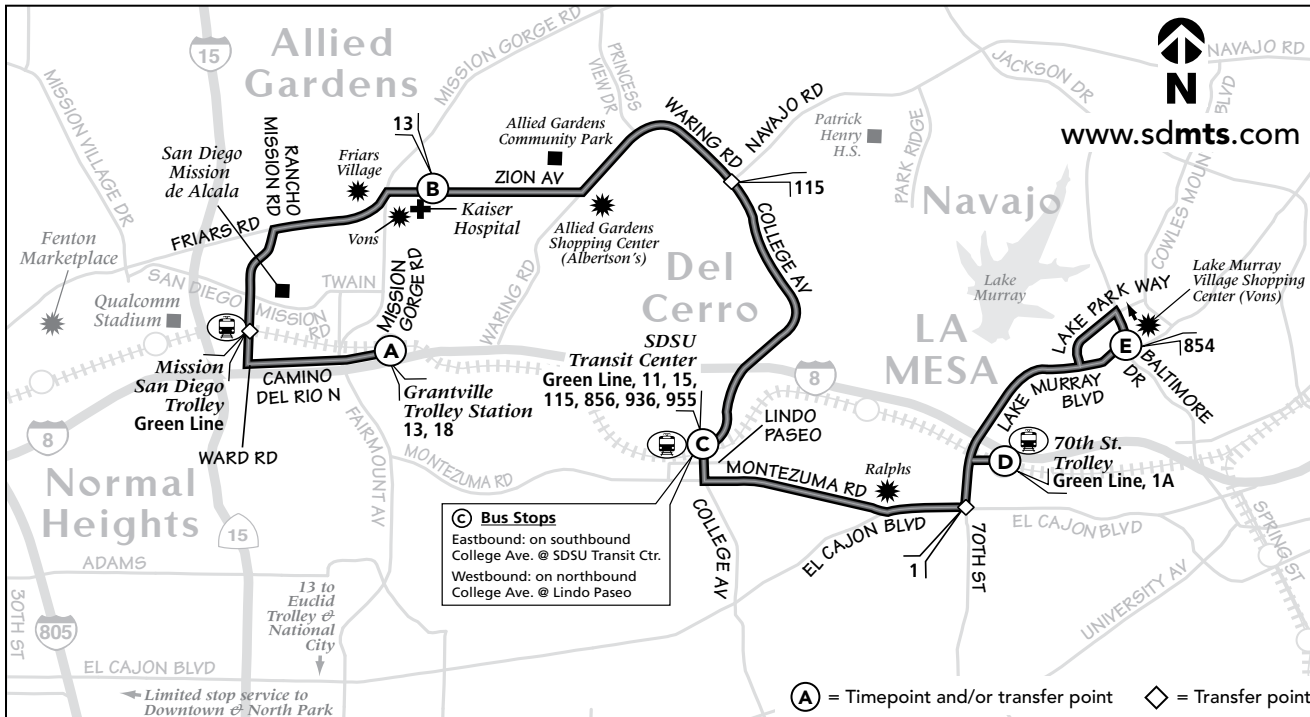 15
Allied
Gardens
MISSION GORGE RD
PRINCESS
VIEW DR
NAVAJO RD
JACKSON DR
NAVAJO RD
N
www.sdmts.com
MISSION VILLAGE DR
RANCHO
MISSION RD
13
Allied Gardens
Community Park
WARING RD
NAVAJO RD
Patrick
Henry
H.S.
PARK RIDGE
COWLES MOUN
BLVD
San Diego
Mission
de Alcala
Friars
Village
B
ZION AV
115
Navajo
FRIARS RD
Vons
Kaiser
Hospital
Allied Gardens
Shopping Center
(Albertson's)
COLLEGE AV
Fenton
Marketplace
Del
Cerro
Lake
Murray
LAKE PARK WAY
Lake Murray
Village Shopping
Center (Vons)
SAN DIEGO MISSION RD
TWAIN
MISSION
GORGE RD
WARING RD
Qualcomm
Stadium
LA
MESA
E
854
BALTIMORE
DR
A
Mission
San Diego
Trolley
Green Line
CAMINO
DEL RIO N
Grantville
Trolley Station
13, 18
SDSU
Transit Center
Green Line, 11, 15,
115, 856, 936, 955
8
LAKE MURRAY
BLVD
8
WARD RD
FAIRMOUNT AV
MONTEZUMA RD
C
LINDO
PASEO
MONTEZUMA RD
Ralphs
D
70th St.
Trolley
Green Line, 1A
Normal
Heights
15
C Bus Stops
Eastbound: on southbound
College Ave. @ SDSU Transit Ctr.
Westbound: on northbound
College Ave. @ Lindo Paseo
COLLEGE AV
EL CAJON BLVD
1
70TH ST
EL CAJON BLVD
SPRING ST
UNIVERSITY AV
ADAMS
30TH ST
805
13 to
Euclid
Trolley &
National
City
EL CAJON BLVD
Limited stop service to
Downtown & North Park
A = Timepoint and/or transfer point
= Transfer point